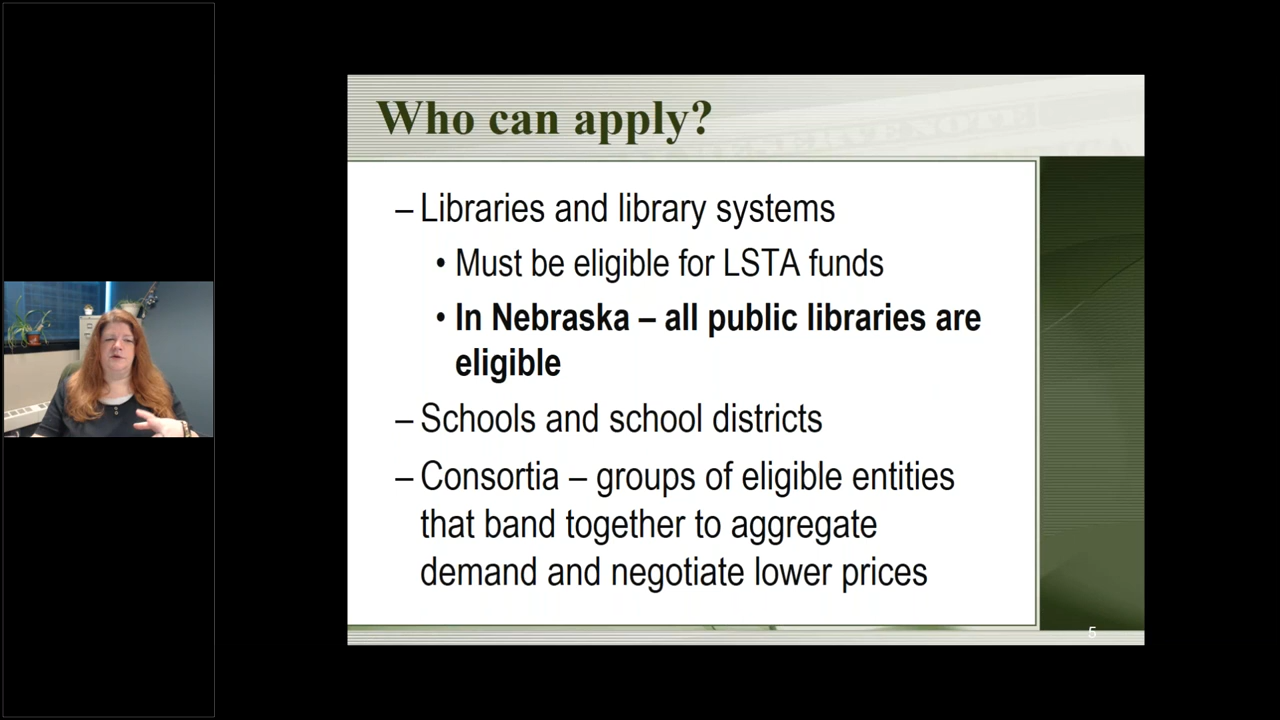 Who can apply?
– Libraries and library systems
• Must be eligible for LSTA funds
• In Nebraska – all public libraries are
eligible
– Schools and school districts
– Consortia – groups of eligible entities
that band together to aggregate
demand and negotiate lower prices
5